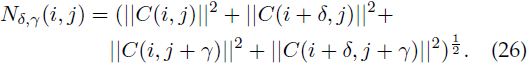 N_{δ,γ}(i, j) = (||C(i, j)||² + ||C(i + δ, j)||² +
||C(i, j + γ)||² + ||C(i + δ, j + γ)||²)^{1/2}. (26)